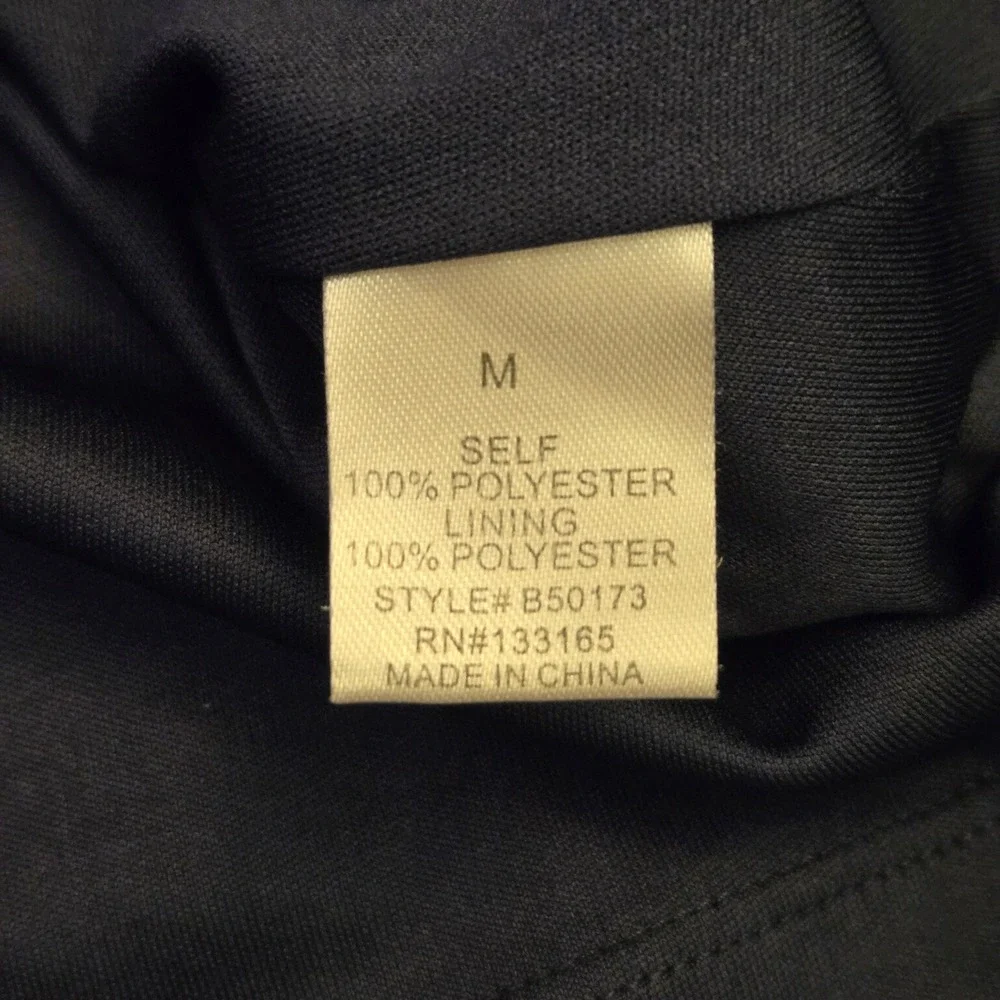 M
SELF
100% POLYESTER
LINING
100% POLYESTER
STYLE# B50173
RN#133165
MADE IN CHINA